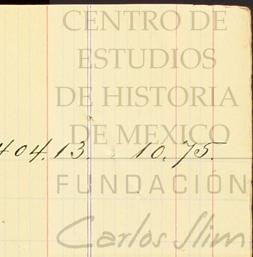 CENTRO DE
ESTUDIOS
DE HISTORIA
DE MEXICO
404.13. 10.75.
FUNDACIÓN
Carlos Slim